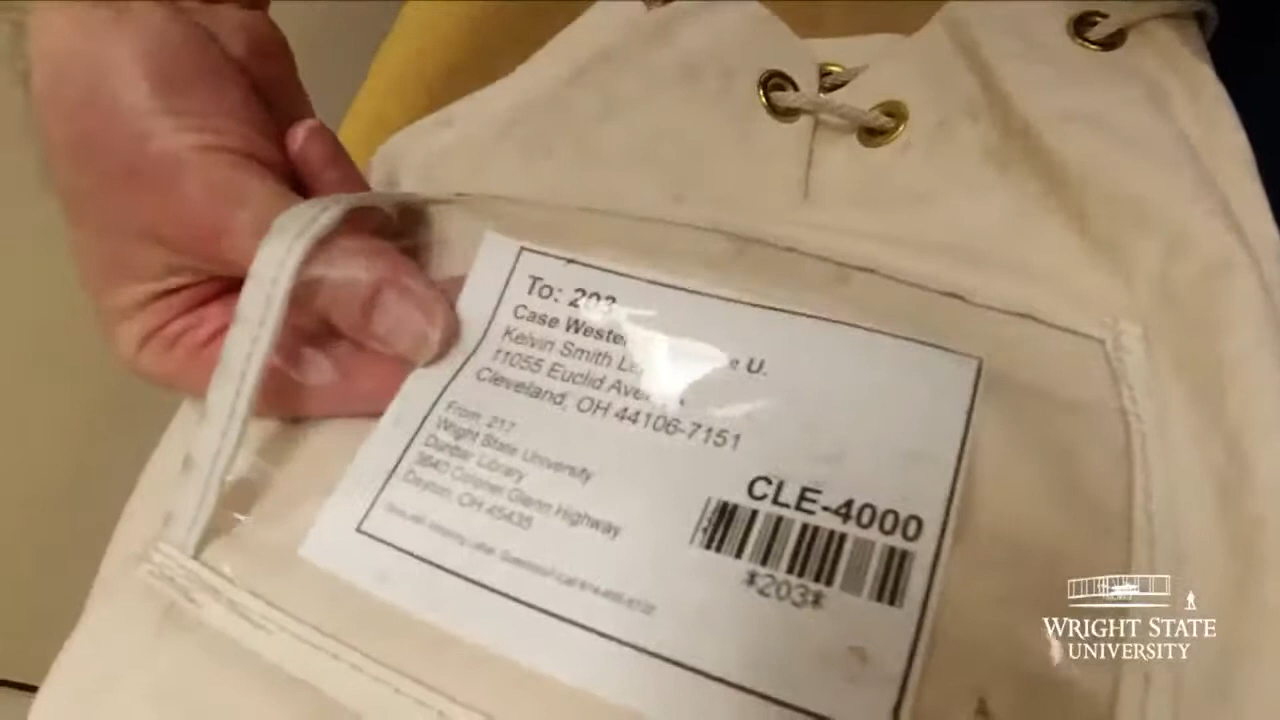 To: 203
Case Weste e U.
Kelvin Smith
11055 Euclid Ave
Cleveland, OH 44106-7151
From: 217
Wright State University
Dunbar Library
3640 Colonel Glenn Highway
Dayton, OH 45435
CLE-4000
*203*
WRIGHT STATE
UNIVERSITY